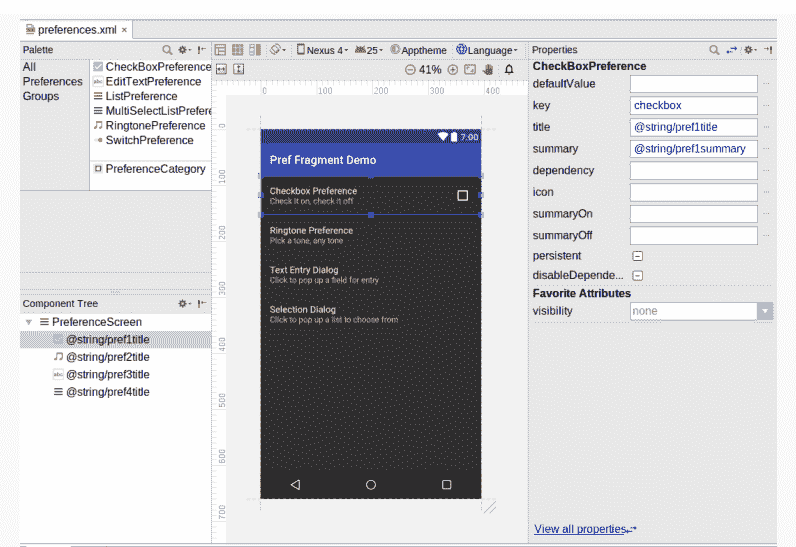 preferences.xml ×
Palette
All
Preferences
Groups
CheckBoxPreference
EditTextPreference
ListPreference
MultiSelectListPrefere
RingtonePreference
SwitchPreference
PreferenceCategory
Component Tree
PreferenceScreen
@string/pref1title
@string/pref2title
abc @string/pref3title
@string/pref4title
Nexus 4 25 Apptheme Language
41%
0 100 200 300 400
0
100
200
300
400
500
600
700
7:00
Pref Fragment Demo
Checkbox Preference
Check it on, check it off
Ringtone Preference
Pick a tone, any tone
Text Entry Dialog
Click to pop up a field for entry
Selection Dialog
Click to pop up a list to choose from
Properties
CheckBoxPreference
defaultValue
key checkbox
title @string/pref1title
summary @string/pref1summary
dependency
icon
summaryOn
summaryOff
persistent
disableDepende...
Favorite Attributes
visibility none
View all properties